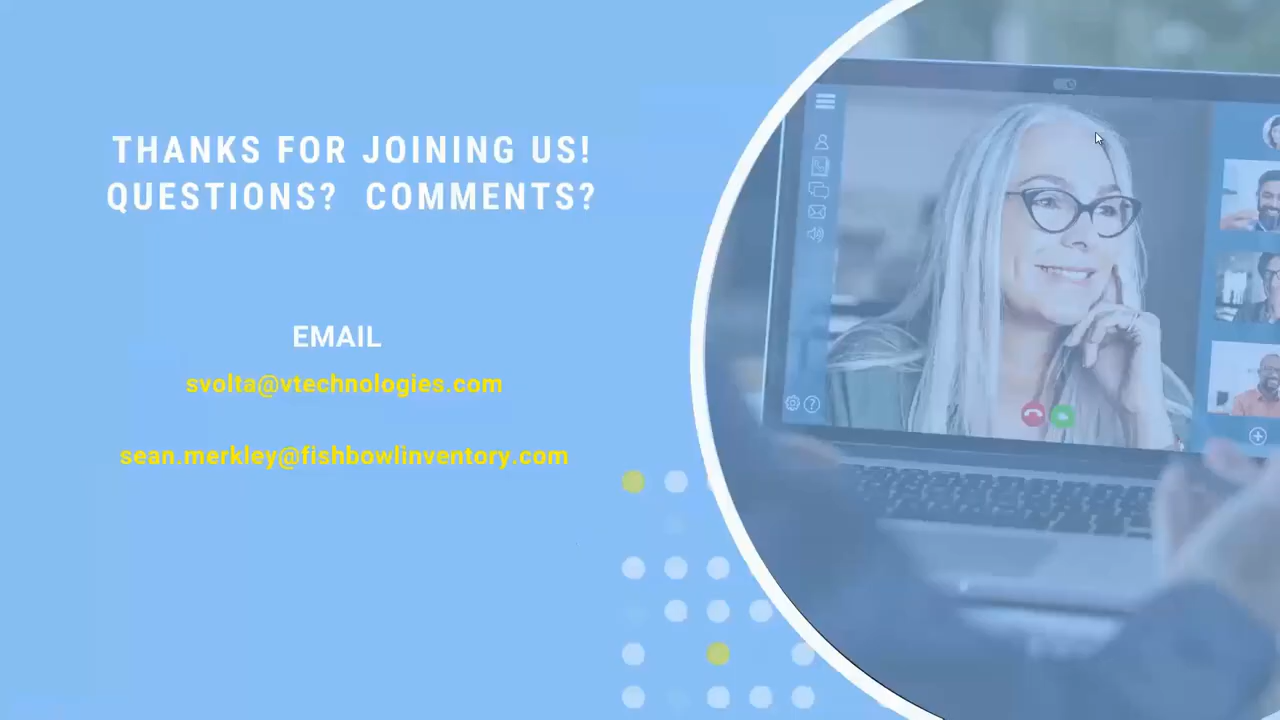 THANKS FOR JOINING US!
QUESTIONS? COMMENTS?
EMAIL
svolta@vtechnologies.com
sean.merkley@fishbowlinventory.com